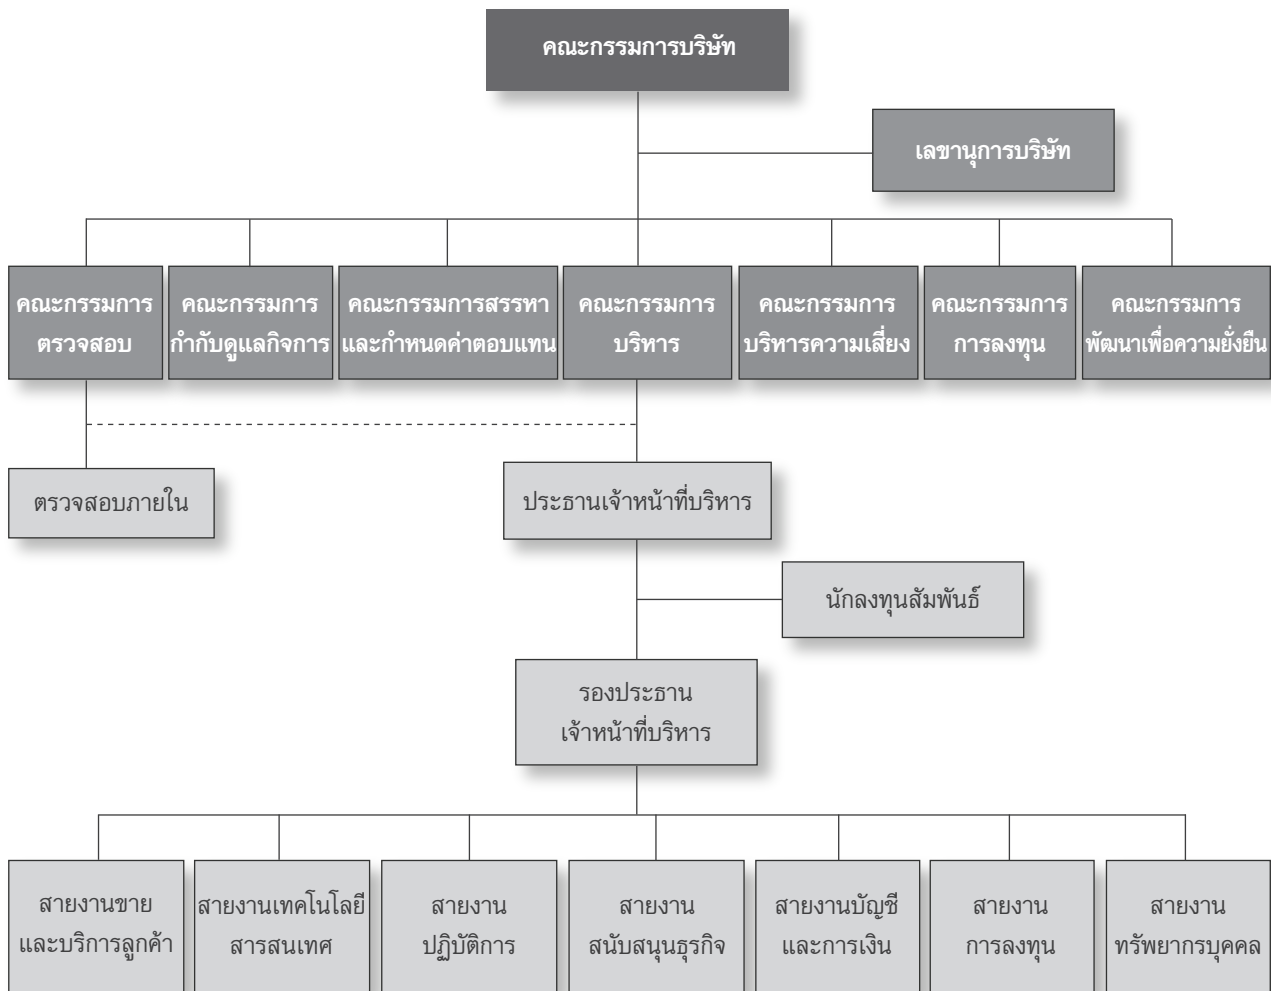 คณะกรรมการบริษัท
เลขานุการบริษัท
คณะกรรมการ
ตรวจสอบ
คณะกรรมการ
กำกับดูแลกิจการ
คณะกรรมการสรรหา
และกำหนดค่าตอบแทน
คณะกรรมการ
บริหาร
คณะกรรมการ
บริหารความเสี่ยง
คณะกรรมการ
การลงทุน
คณะกรรมการ
พัฒนาเพื่อความยั่งยืน
ตรวจสอบภายใน
ประธานเจ้าหน้าที่บริหาร
นักลงทุนสัมพันธ์
รองประธาน
เจ้าหน้าที่บริหาร
สายงานขาย
และบริการลูกค้า
สายงานเทคโนโลยี
สารสนเทศ
สายงาน
ปฏิบัติการ
สายงาน
สนับสนุนธุรกิจ
สายงานบัญชี
และการเงิน
สายงาน
การลงทุน
สายงาน
ทรัพยากรบุคคล